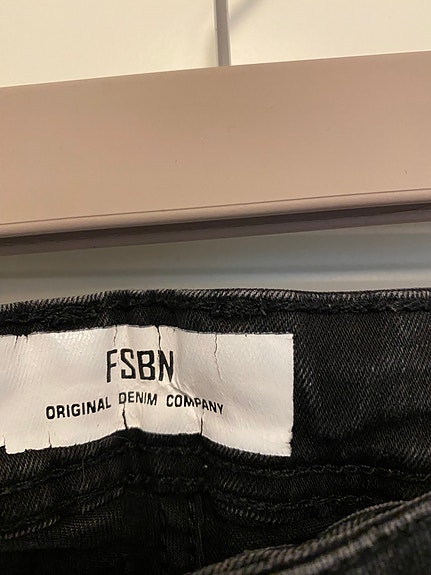 FSBN
ORIGINAL DENIM COMPANY